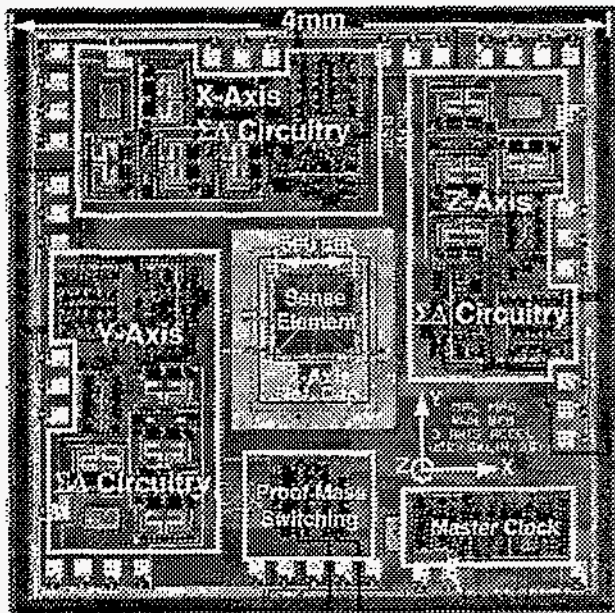 4mm
X-Axis
ΣΔ Circuitry
Z-Axis
ΣΔ Circuitry
Sense
Element
Y-Axis
ΣΔ Circuitry
Y
Z
X
Proof-Mass
Switching
Master Clock